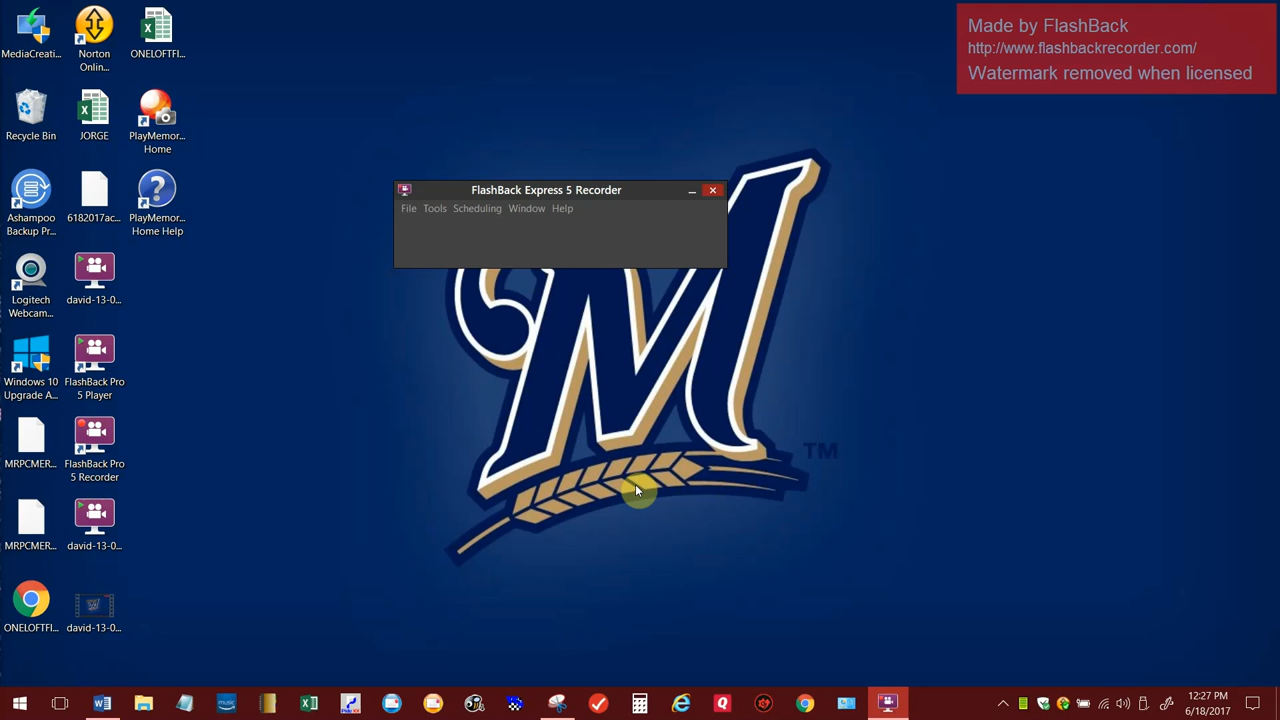 Made by FlashBack
http://www.flashbackrecorder.com/
Watermark removed when licensed
MediaCreati...
Norton
Onlin...
ONELOFTFI...
Recycle Bin
JORGE
PlayMemor...
Home
Ashampoo
Backup Pr...
6182017ac...
PlayMemor...
Home Help
Logitech
Webcam...
david-13-0...
Windows 10
Upgrade A...
FlashBack Pro
5 Player
MRPCMER...
FlashBack Pro
5 Recorder
MRPCMER...
david-13-0...
ONELOFTFI...
david-13-0...
FlashBack Express 5 Recorder
File Tools Scheduling Window Help
M
TM
12:27 PM
6/18/2017